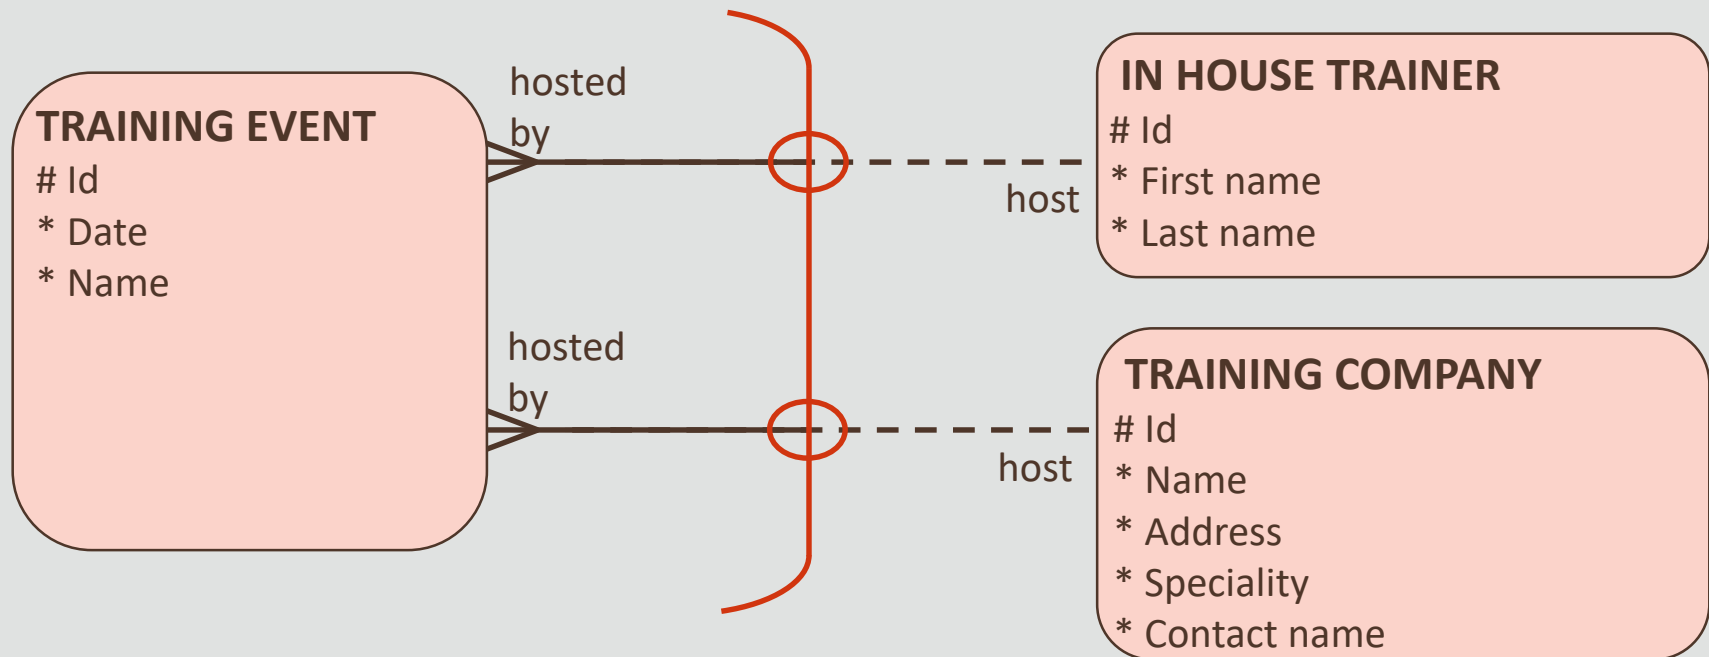 TRAINING EVENT
# Id
* Date
* Name
hosted
by
host
hosted
by
host
IN HOUSE TRAINER
# Id
* First name
* Last name
TRAINING COMPANY
# Id
* Name
* Address
* Speciality
* Contact name